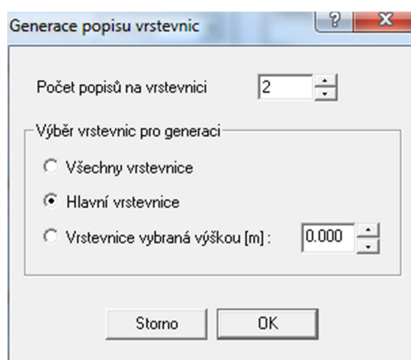 Generace popisu vrstevnic
Počet popisů na vrstevnici 2
Výběr vrstevnic pro generaci
Všechny vrstevnice
Hlavní vrstevnice
Vrstevnice vybraná výškou [m] : 0.000
Storno OK